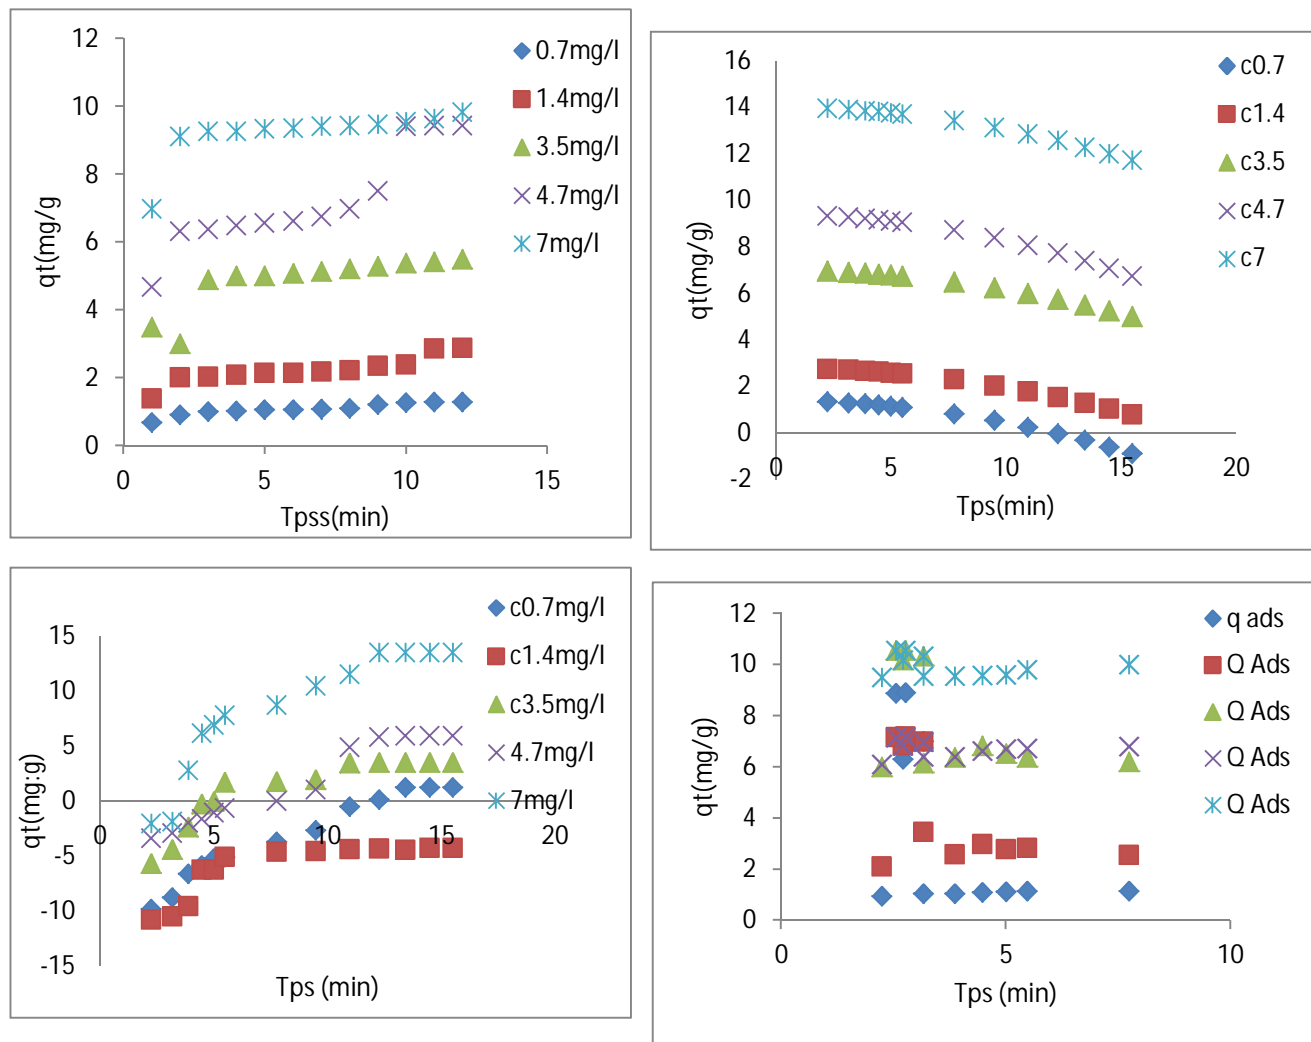 12
10
8
6
4
2
0
qt(mg/g
0
5
10
15
Tpss(min)
0.7mg/l
1.4mg/l
3.5mg/l
4.7mg/l
7mg/l
16
14
12
10
8
6
4
2
0
-2
qt(mg/g)
0
5
10
15
20
Tps(min)
c0.7
c1.4
c3.5
c4.7
c7
15
10
5
0
-5
-10
-15
qt(mg:g)
0
5
10
15
20
Tps (min)
c0.7mg/l
c1.4mg/l
c3.5mg/l
4.7mg/l
7mg/l
12
10
8
6
4
2
0
qt(mg/g)
0
5
10
Tps (min)
q ads
Q Ads
Q Ads
Q Ads
Q Ads